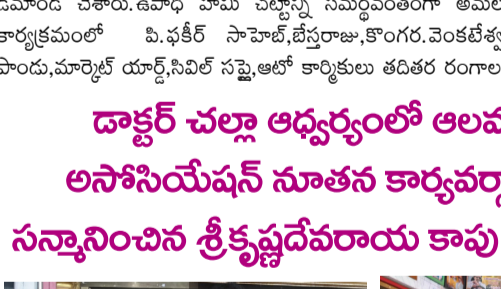 డిమాండ్ చేశారు.ఉపాధి హామీ చట్టాన్ని సమర్థవంతంగా
కార్యక్రమంలో పి.ఫకీర్ సాహెబ్,బేస్తరాజు,కొంగర.వెంకటేశ్వ
పాండు,మార్కెట్ యార్డ్,సివిల్ సప్లై,ఆటో కార్మికులు తదితర రంగాల
డాక్టర్ చల్లా ఆధ్వర్యంలో ఆలవ
అసోసియేషన్ నూతన కార్యవర్గ
సన్మానించిన శ్రీకృష్ణదేవరాయ కాపు